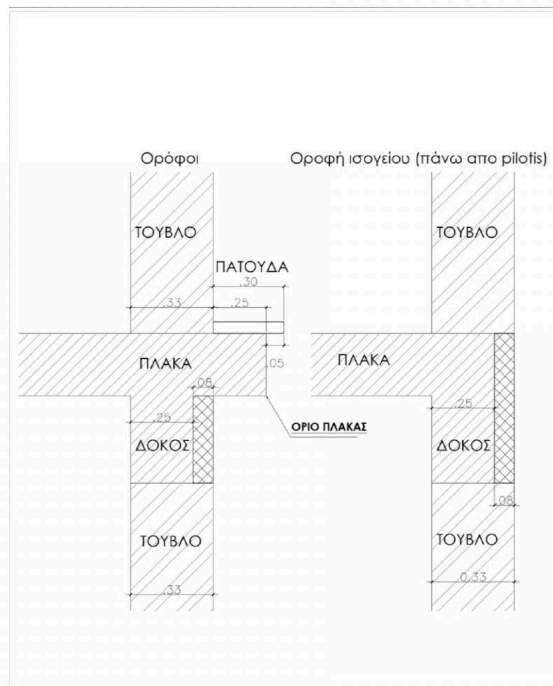 Ορόφοι
Οροφή ισογείου (πάνω απο pilotis)
ΤΟΥΒΛΟ
ΤΟΥΒΛΟ
ΠΑΤΟΥΔΑ
.30
.33
.25
ΠΛΑΚΑ
.05
ΠΛΑΚΑ
.08
.25
ΟΡΙΟ ΠΛΑΚΑΣ
.25
ΔΟΚΟΣ
ΔΟΚΟΣ
.08
ΤΟΥΒΛΟ
ΤΟΥΒΛΟ
.33
0.33